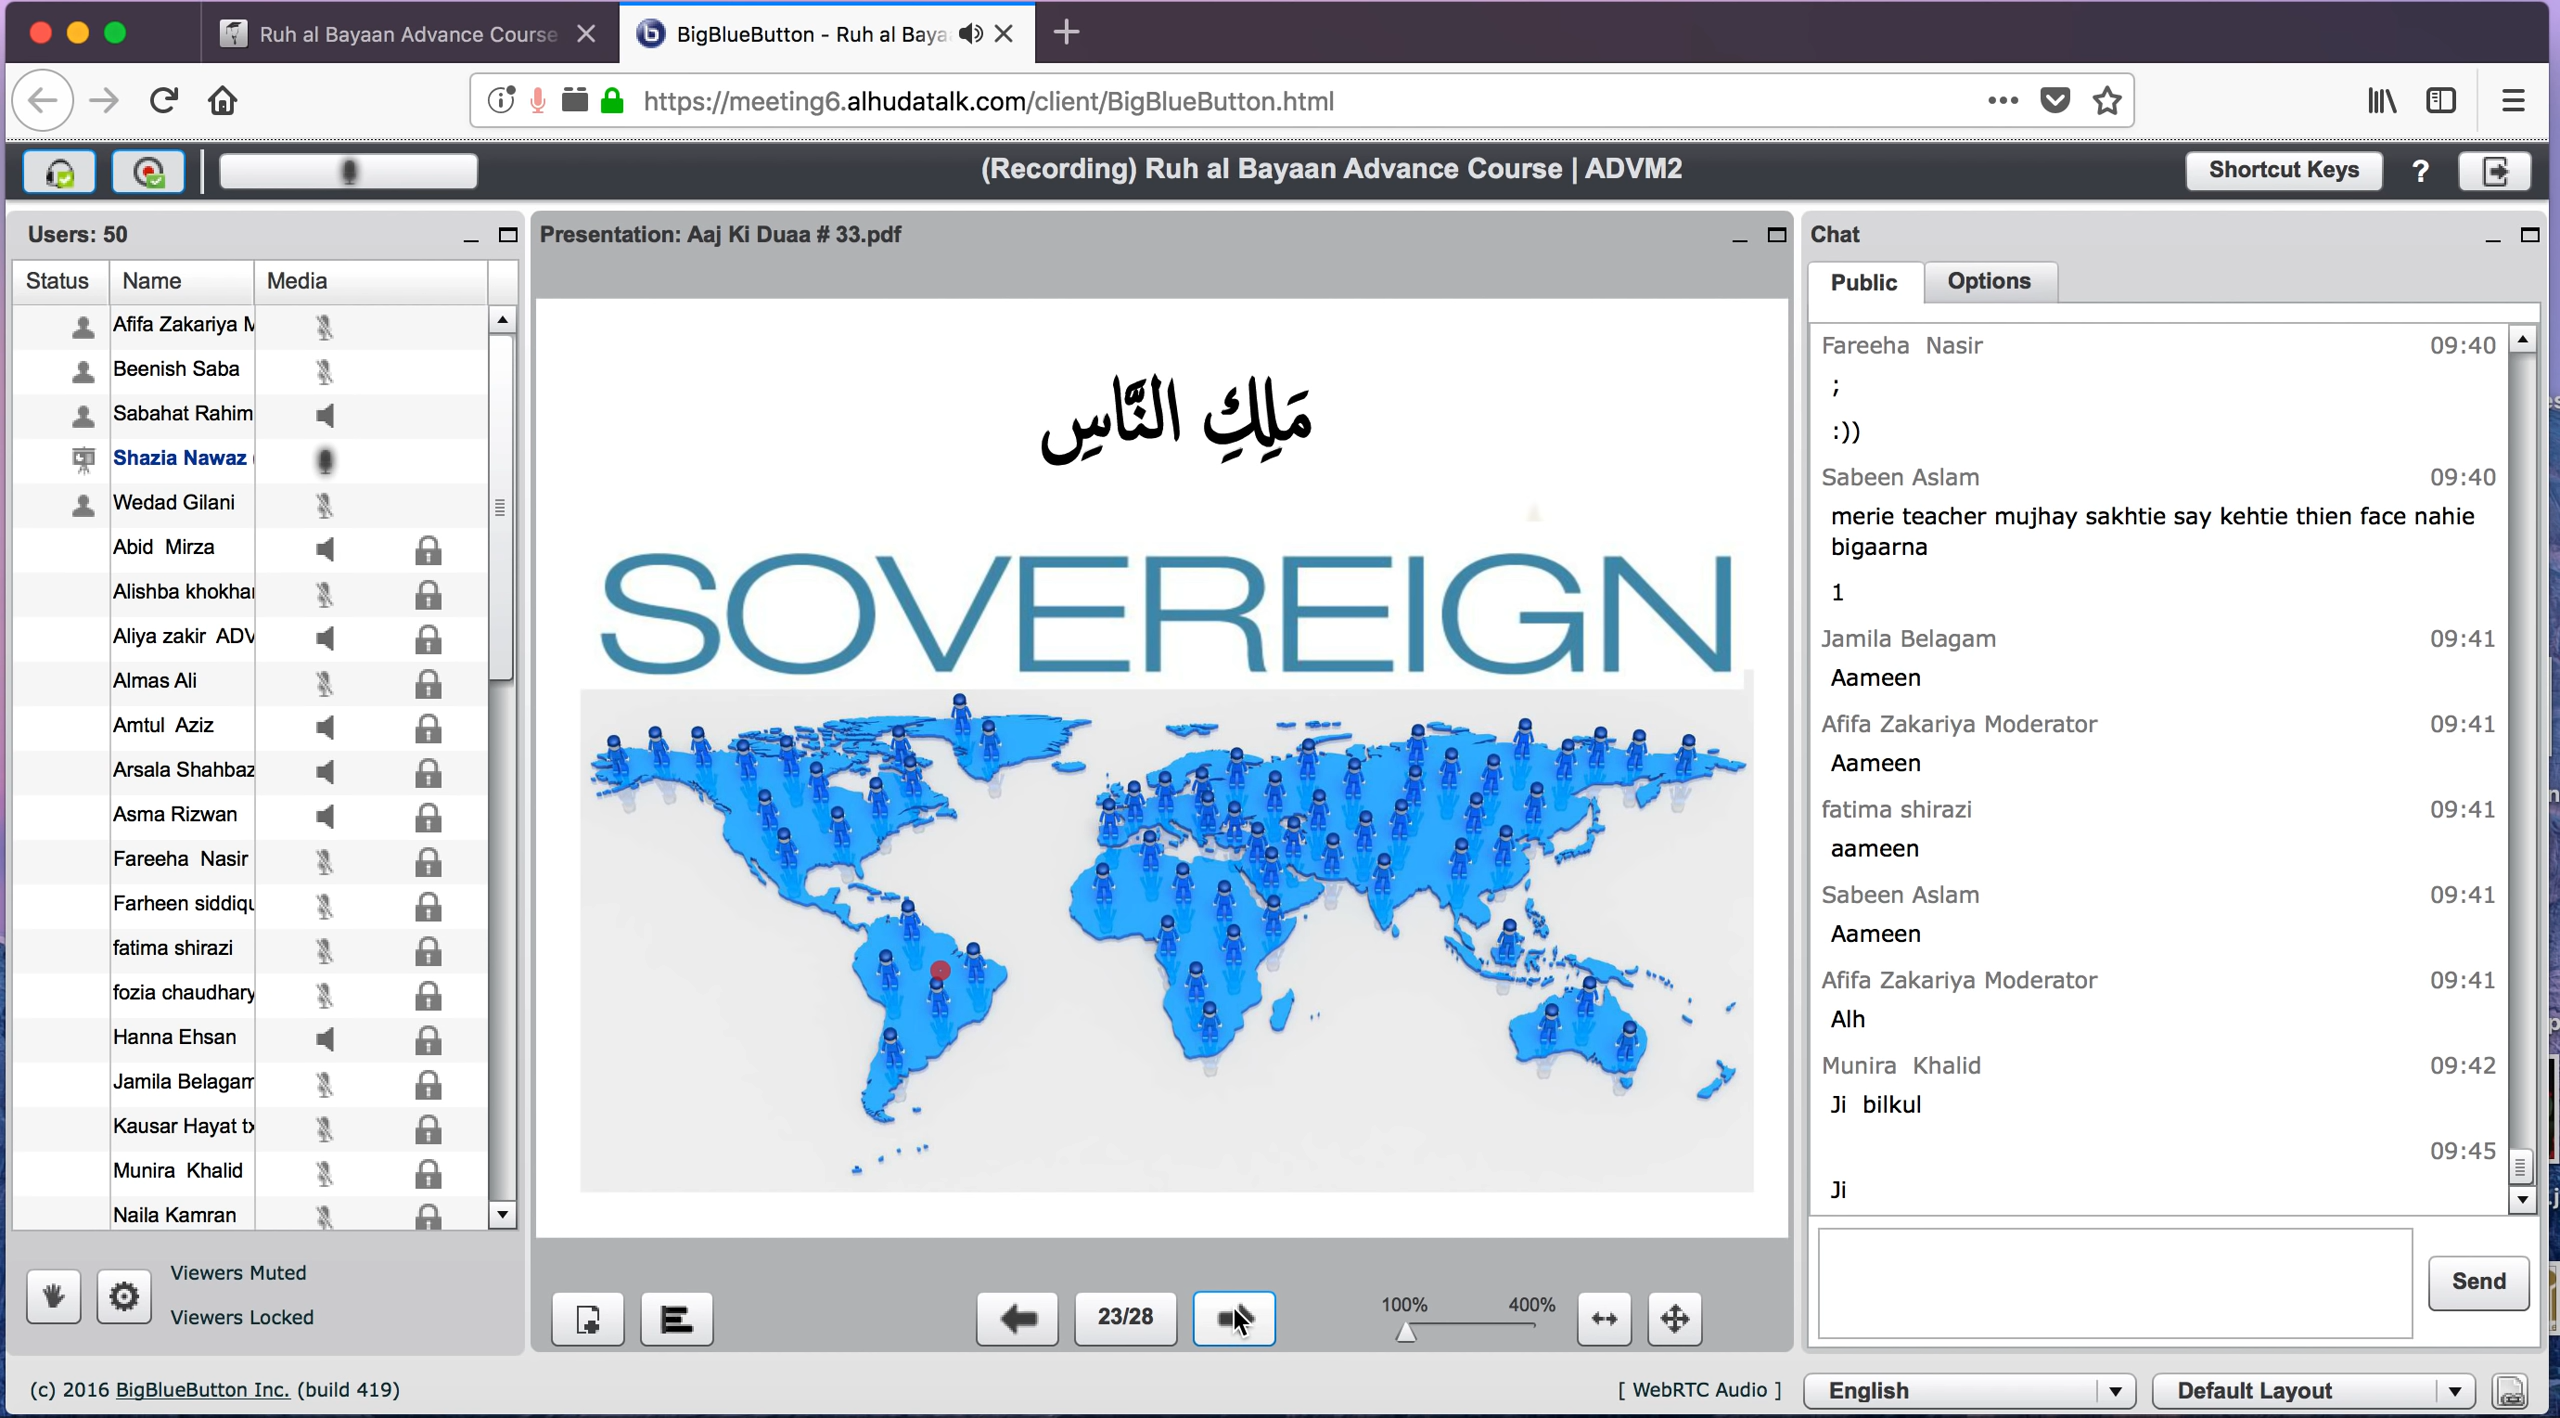 Ruh al Bayaan Advance Course
BigBlueButton - Ruh al Baya
https://meeting6.alhudatalk.com/client/BigBlueButton.html
(Recording) Ruh al Bayaan Advance Course | ADVM2
Shortcut Keys
?
Users: 50
Status Name Media
Afifa Zakariya M
Beenish Saba
Sabahat Rahim
Shazia Nawaz
Wedad Gilani
Abid Mirza
Alishba khokhar
Aliya zakir ADV
Almas Ali
Amtul Aziz
Arsala Shahbaz
Asma Rizwan
Fareeha Nasir
Farheen siddiqu
fatima shirazi
fozia chaudhary
Hanna Ehsan
Jamila Belagam
Kausar Hayat tx
Munira Khalid
Naila Kamran
Viewers Muted
Viewers Locked
Presentation: Aaj Ki Duaa # 33.pdf
مَلِكِ النَّاسِ
SOVEREIGN
23/28
100% 400%
Chat
Public Options
Fareeha Nasir 09:40
;
:))
Sabeen Aslam 09:40
merie teacher mujhay sakhtie say kehtie thien face nahie
bigaarna
1
Jamila Belagam 09:41
Aameen
Afifa Zakariya Moderator 09:41
Aameen
fatima shirazi 09:41
aameen
Sabeen Aslam 09:41
Aameen
Afifa Zakariya Moderator 09:41
Alh
Munira Khalid 09:42
Ji bilkul
09:45
Ji
Send
(c) 2016 BigBlueButton Inc. (build 419)
[ WebRTC Audio ]
English
Default Layout